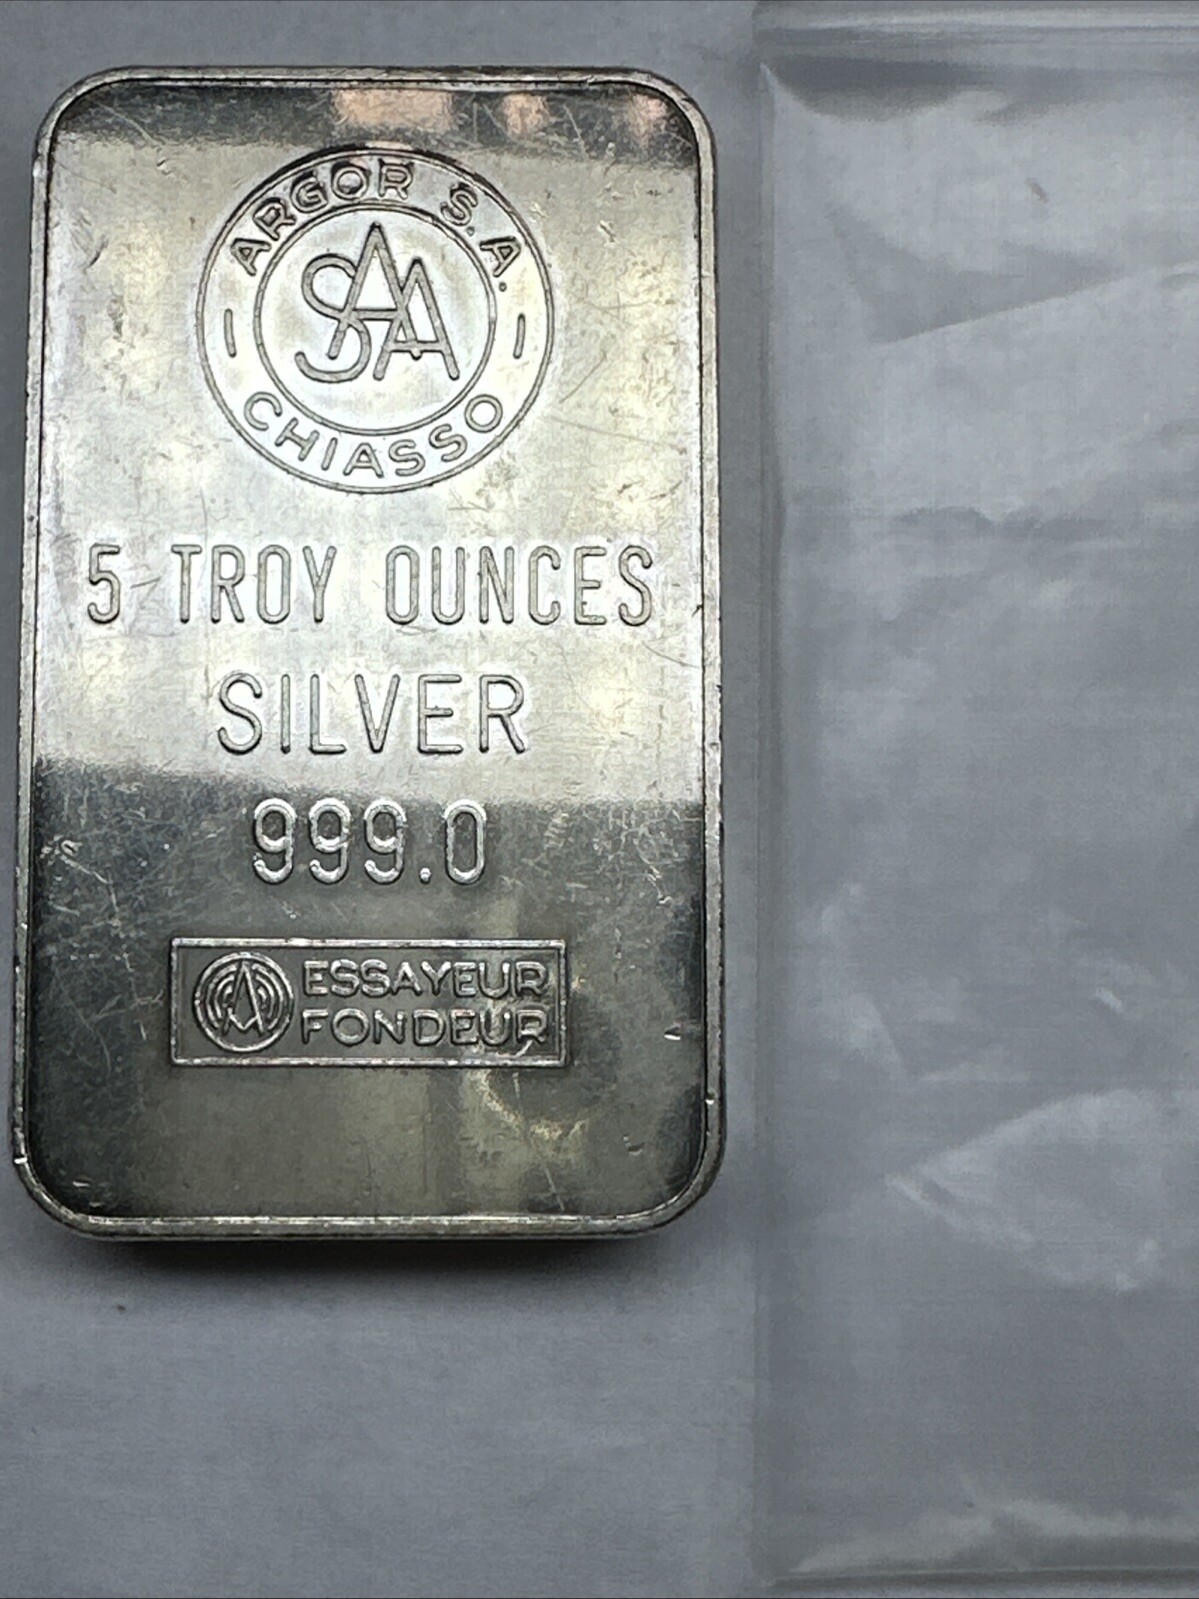 ARGOR S.A.
SAA
CHIASSO
5 TROY OUNCES
SILVER
999.0
ESSAYEUR
FONDEUR